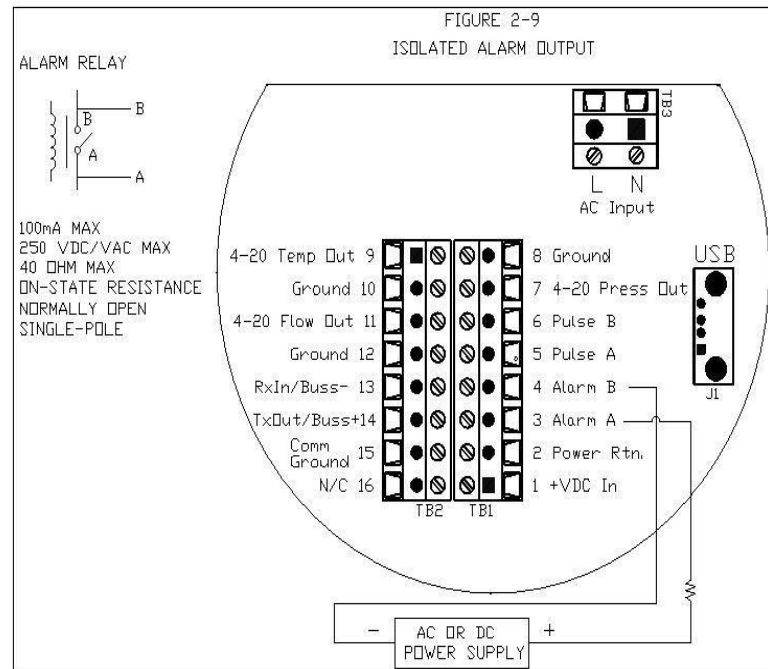 FIGURE 2-9
ISOLATED ALARM OUTPUT
ALARM RELAY
B
B
A
A
100mA MAX
250 VDC/VAC MAX
40 OHM MAX
ON-STATE RESISTANCE
NORMALLY OPEN
SINGLE-POLE
TB3
L N
AC Input
4-20 Temp Out 9
Ground 10
4-20 Flow Out 11
Ground 12
RxIn/Buss- 13
TxOut/Buss+14
Comm
Ground 15
N/C 16
8 Ground
7 4-20 Press Out
6 Pulse B
5 Pulse A
4 Alarm B
3 Alarm A
2 Power Rtn.
1 +VDC In
TB2 TB1
USB
J1
- +
AC OR DC
POWER SUPPLY